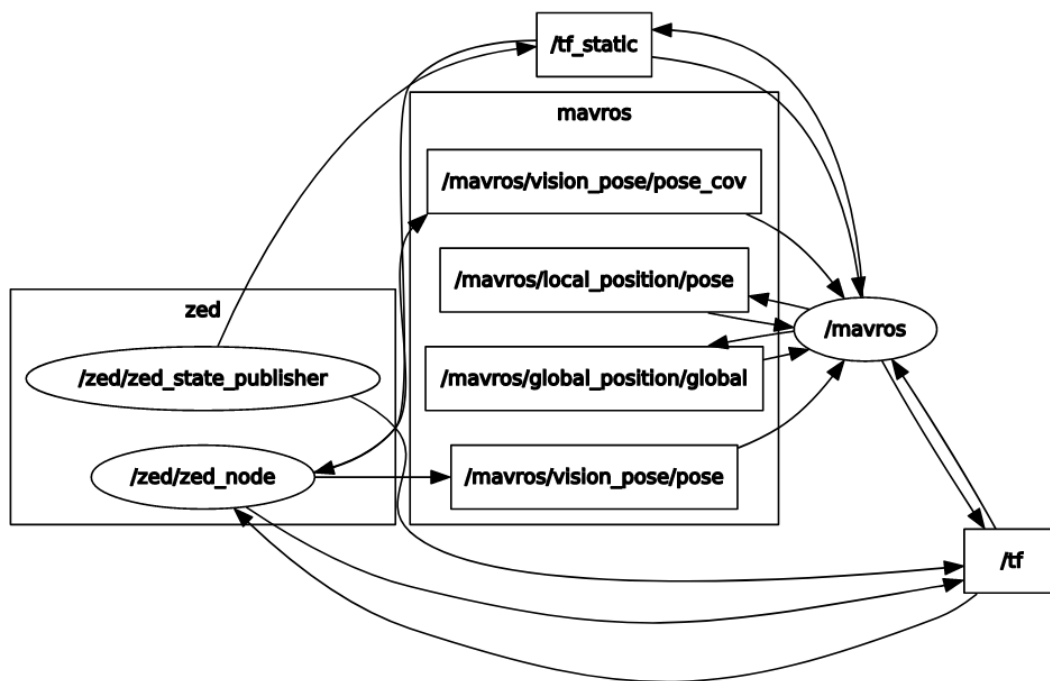 /tf_static
mavros
/mavros/vision_pose/pose_cov
/mavros/local_position/pose
zed
/mavros
/zed/zed_state_publisher
/mavros/global_position/global
/zed/zed_node
/mavros/vision_pose/pose
/tf